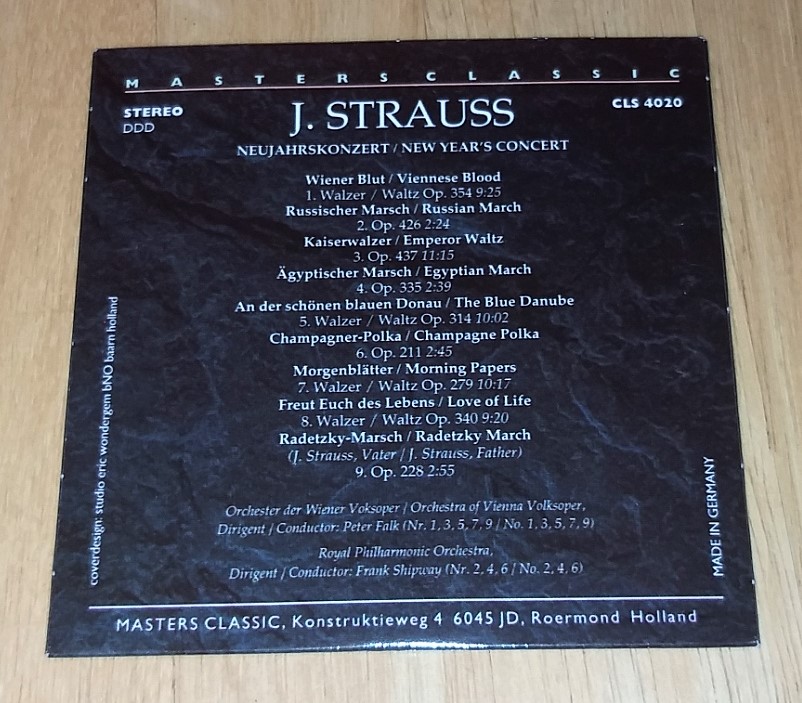 MASTERS CLASSIC
STEREO
DDD
CLS 4020
J. STRAUSS
NEUJAHRSKONZERT / NEW YEAR'S CONCERT
Wiener Blut / Viennese Blood
1. Walzer / Waltz Op. 354 9:25
Russischer Marsch / Russian March
2. Op. 426 2:24
Kaiserwalzer / Emperor Waltz
3. Op. 437 11:15
Ägyptischer Marsch / Egyptian March
4. Op. 335 2:39
An der schönen blauen Donau / The Blue Danube
5. Walzer / Waltz Op. 314 10:02
Champagner-Polka / Champagne Polka
6. Op. 211 2:45
Morgenblätter / Morning Papers
7. Walzer / Waltz Op. 279 10:17
Freut Euch des Lebens / Love of Life
8. Walzer / Waltz Op. 340 9:20
Radetzky-Marsch / Radetzky March
(J. Strauss, Vater / J. Strauss, Father)
9. Op. 228 2:55
Orchester der Wiener Voksoper / Orchestra of Vienna Volksoper,
Dirigent / Conductor: Peter Falk (Nr. 1, 3, 5, 7, 9 / No. 1, 3, 5, 7, 9)
Royal Philharmonic Orchestra,
Dirigent / Conductor: Frank Shipway (Nr. 2, 4, 6 / No. 2, 4, 6)
coverdesign: studio eric wondergem bNO baarn holland
MADE IN GERMANY
MASTERS CLASSIC, Konstruktieweg 4 6045 JD, Roermond Holland